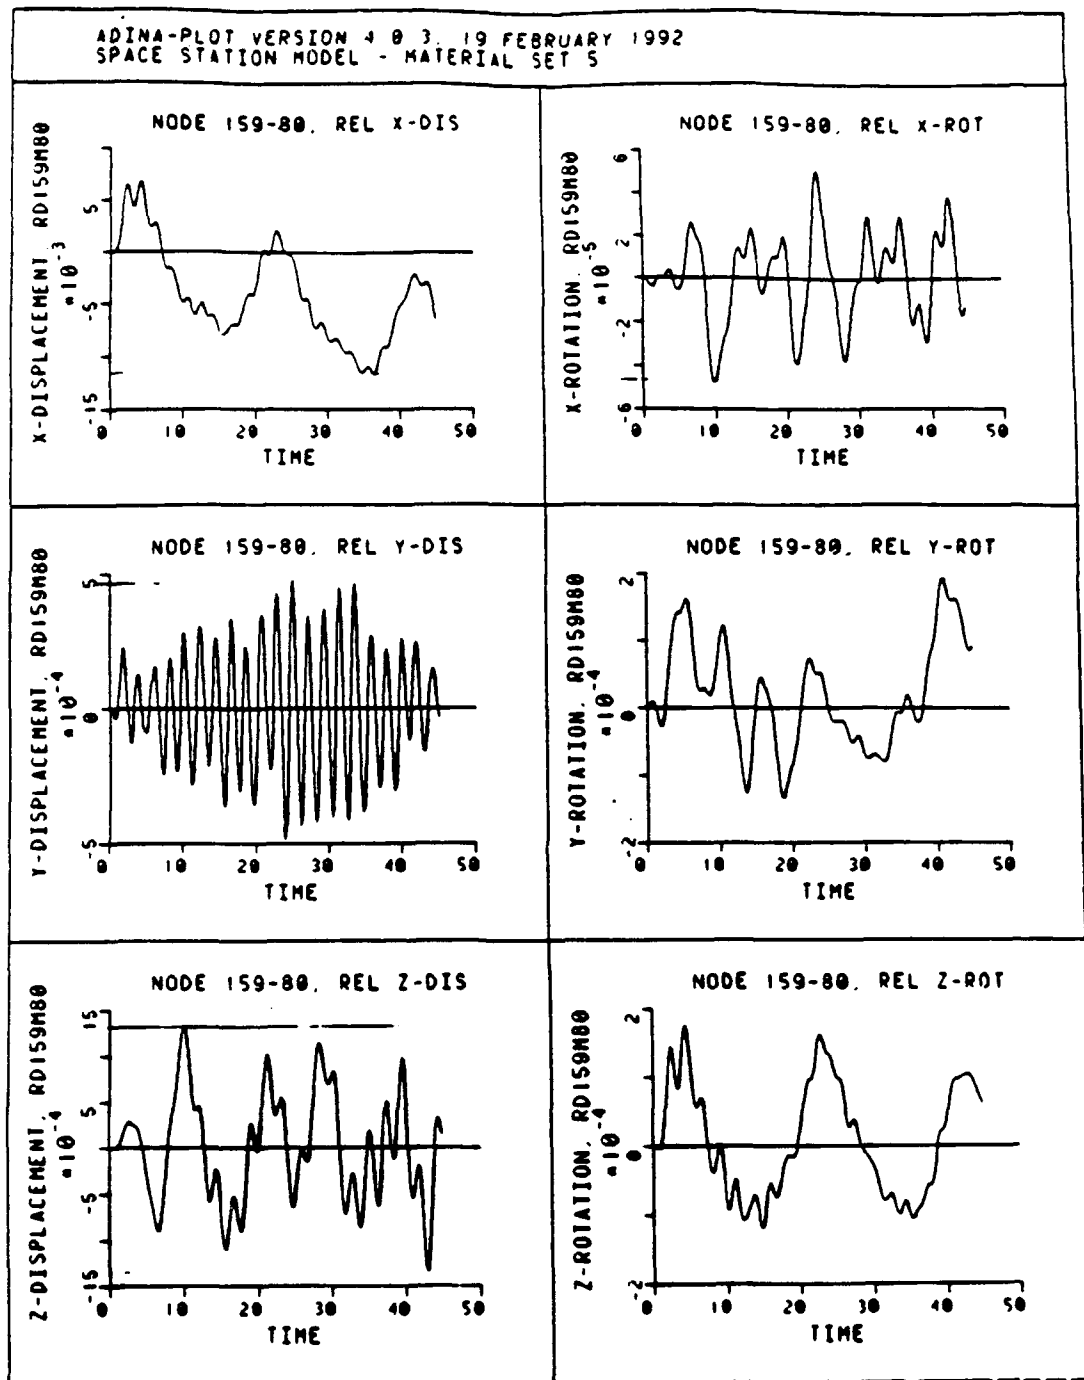 ADINA-PLOT VERSION 4 0 3, 19 FEBRUARY 1992
SPACE STATION MODEL - MATERIAL SET 5
NODE 159-80, REL X-DIS
X-DISPLACEMENT, RD159M80
*10^-3
5
-5
-15
0 10 20 30 40 50
TIME
NODE 159-80, REL X-ROT
X-ROTATION, RD159M80
*10^-5
6
2
-2
-6
0 10 20 30 40 50
TIME
NODE 159-80, REL Y-DIS
Y-DISPLACEMENT, RD159M80
*10^-4
5
0
-5
0 10 20 30 40 50
TIME
NODE 159-80, REL Y-ROT
Y-ROTATION, RD159M80
*10^-4
2
0
-2
0 10 20 30 40 50
TIME
NODE 159-80, REL Z-DIS
Z-DISPLACEMENT, RD159M80
*10^-4
15
5
-5
-15
0 10 20 30 40 50
TIME
NODE 159-80, REL Z-ROT
Z-ROTATION, RD159M80
*10^-4
2
0
-2
0 10 20 30 40 50
TIME